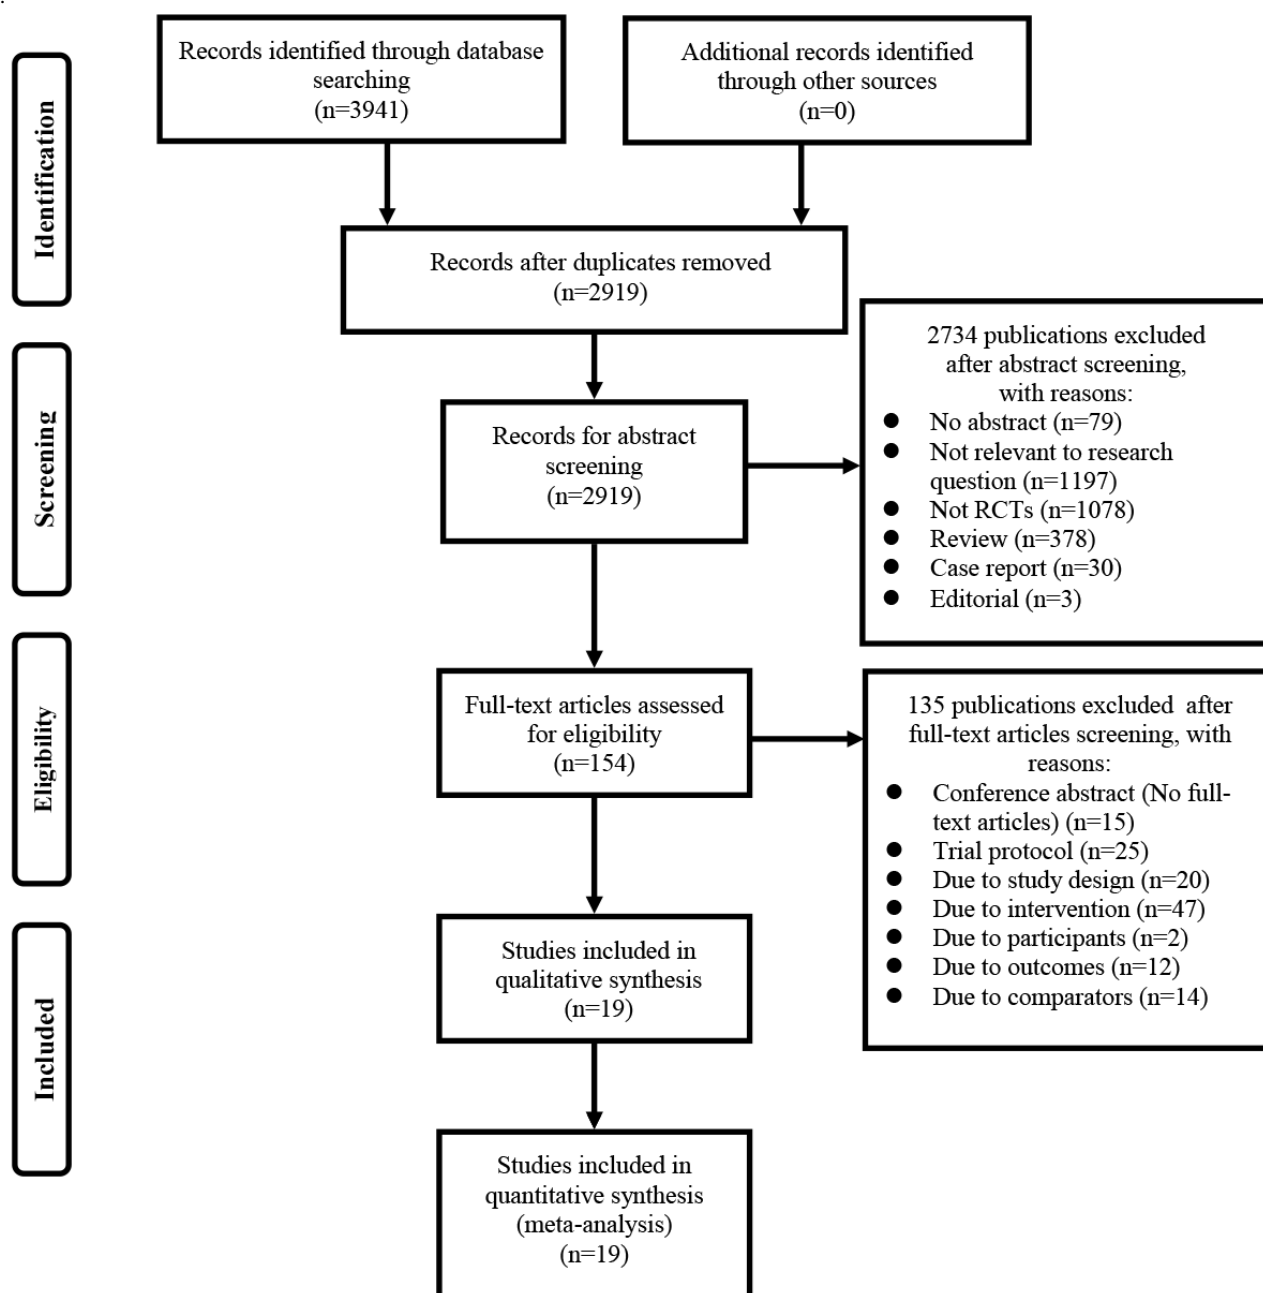 Records identified through database
searching
(n=3941)
Additional records identified
through other sources
(n=0)
Identification
Records after duplicates removed
(n=2919)
2734 publications excluded
after abstract screening,
with reasons:
● No abstract (n=79)
● Not relevant to research
question (n=1197)
● Not RCTs (n=1078)
● Review (n=378)
● Case report (n=30)
● Editorial (n=3)
Screening
Records for abstract
screening
(n=2919)
Eligibility
Full-text articles assessed
for eligibility
(n=154)
135 publications excluded after
full-text articles screening, with
reasons:
● Conference abstract (No full-
text articles) (n=15)
● Trial protocol (n=25)
● Due to study design (n=20)
● Due to intervention (n=47)
● Due to participants (n=2)
● Due to outcomes (n=12)
● Due to comparators (n=14)
Included
Studies included in
qualitative synthesis
(n=19)
Studies included in
quantitative synthesis
(meta-analysis)
(n=19)